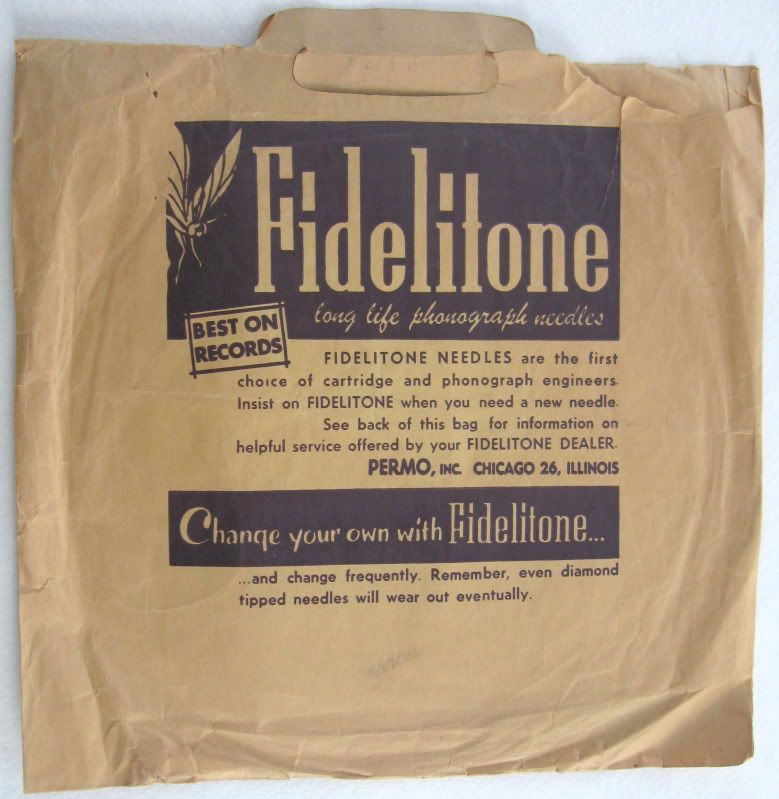 Fidelitone
long life phonograph needles
BEST ON
RECORDS
FIDELITONE NEEDLES are the first
choice of cartridge and phonograph engineers.
Insist on FIDELITONE when you need a new needle.
See back of this bag for information on
helpful service offered by your FIDELITONE DEALER.
PERMO, INC. CHICAGO 26, ILLINOIS
Change your own with Fidelitone...
...and change frequently. Remember, even diamond
tipped needles will wear out eventually.